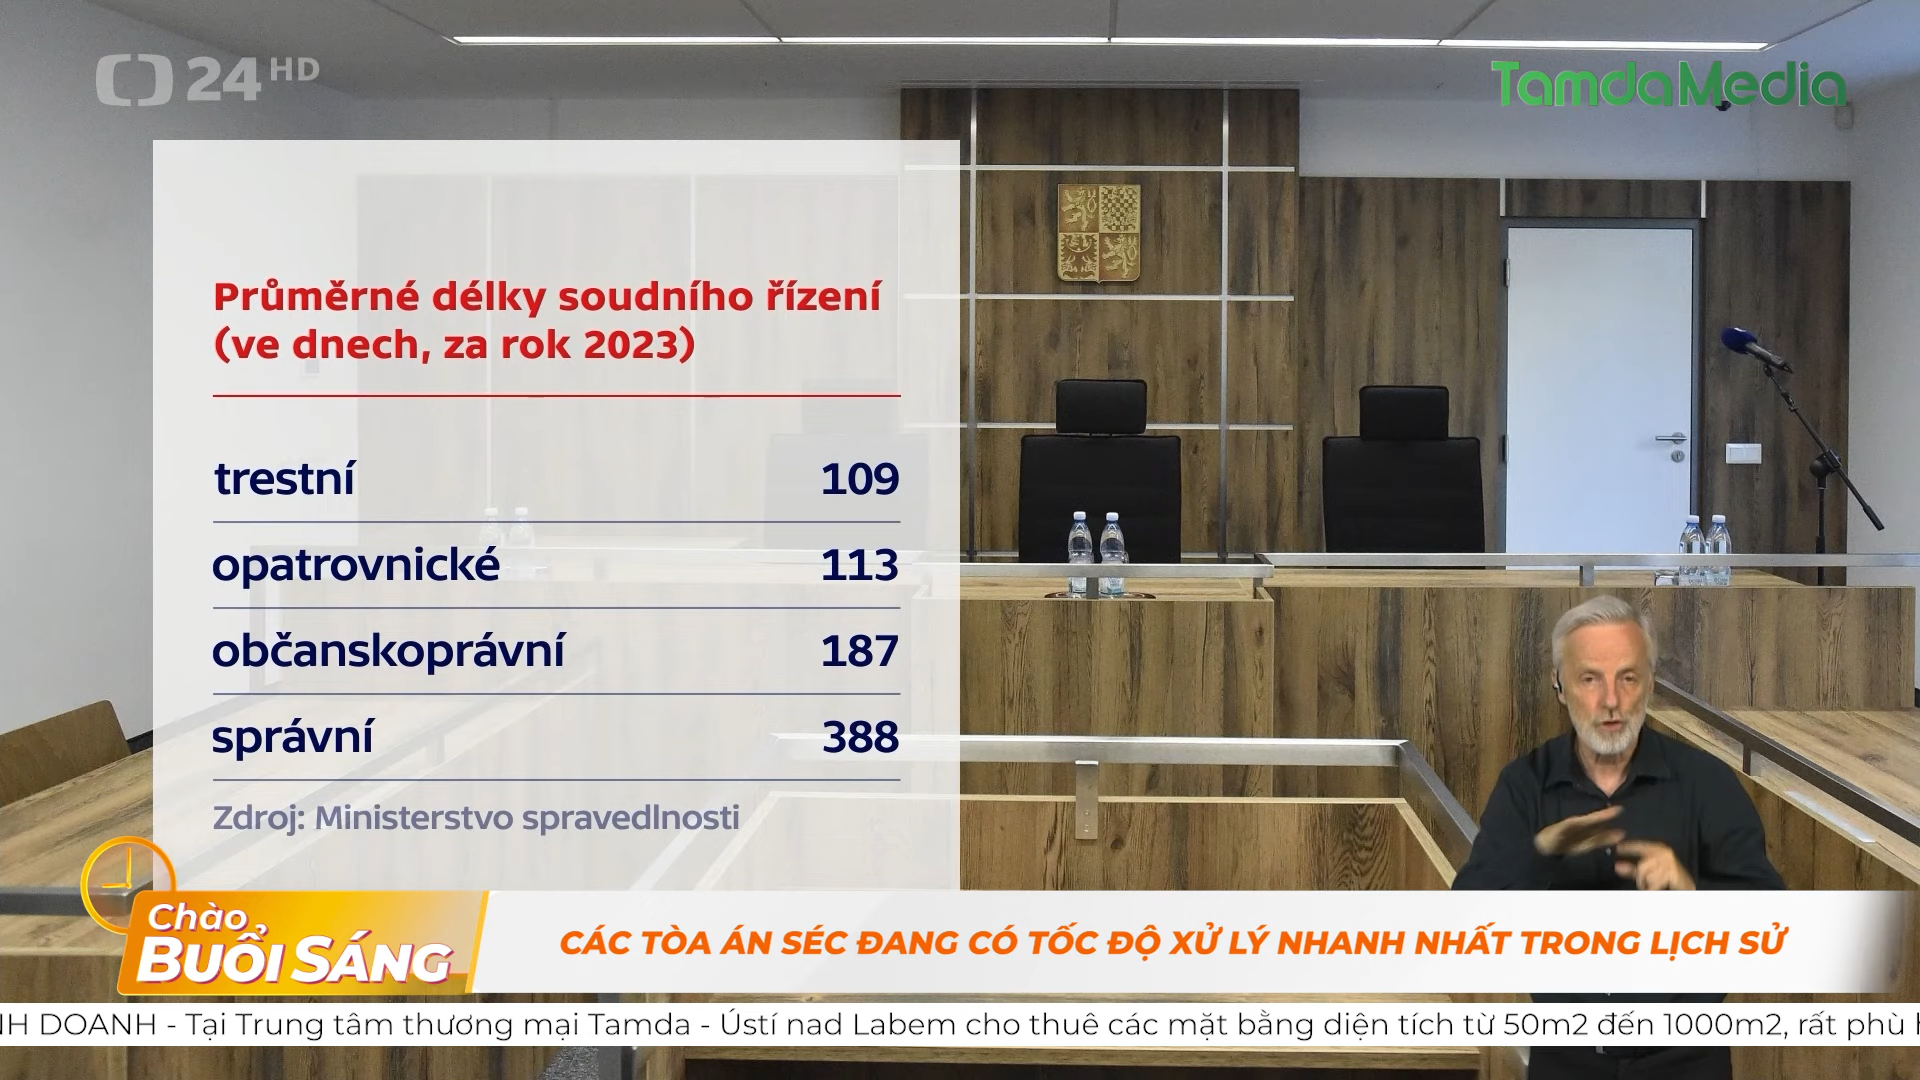 24 HD
TamdaMedia
Průměrné délky soudního řízení
(ve dnech, za rok 2023)
trestní 109
opatrovnické 113
občanskoprávní 187
správní 388
Zdroj: Ministerstvo spravedlnosti
Chào
BUỔI SÁNG
CÁC TÒA ÁN SÉC ĐANG CÓ TỐC ĐỘ XỬ LÝ NHANH NHẤT TRONG LỊCH SỬ
NH DOANH - Tại Trung tâm thương mại Tamda - Ústí nad Labem cho thuê các mặt bằng diện tích từ 50m2 đến 1000m2, rất phù